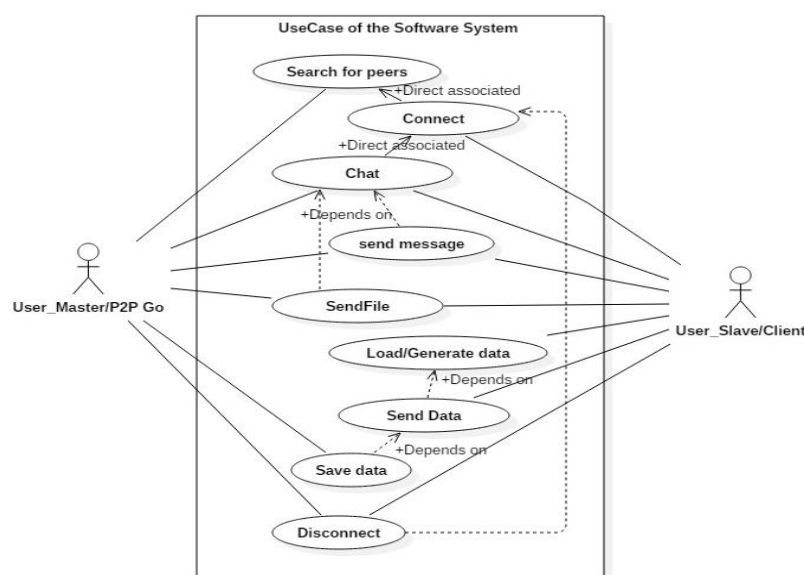 UseCase of the Software System
Search for peers
+Direct associated
Connect
+Direct associated
Chat
+Depends on
send message
User_Master/P2P Go
SendFile
User_Slave/Client
Load/Generate data
+Depends on
Send Data
+Depends on
Save data
Disconnect